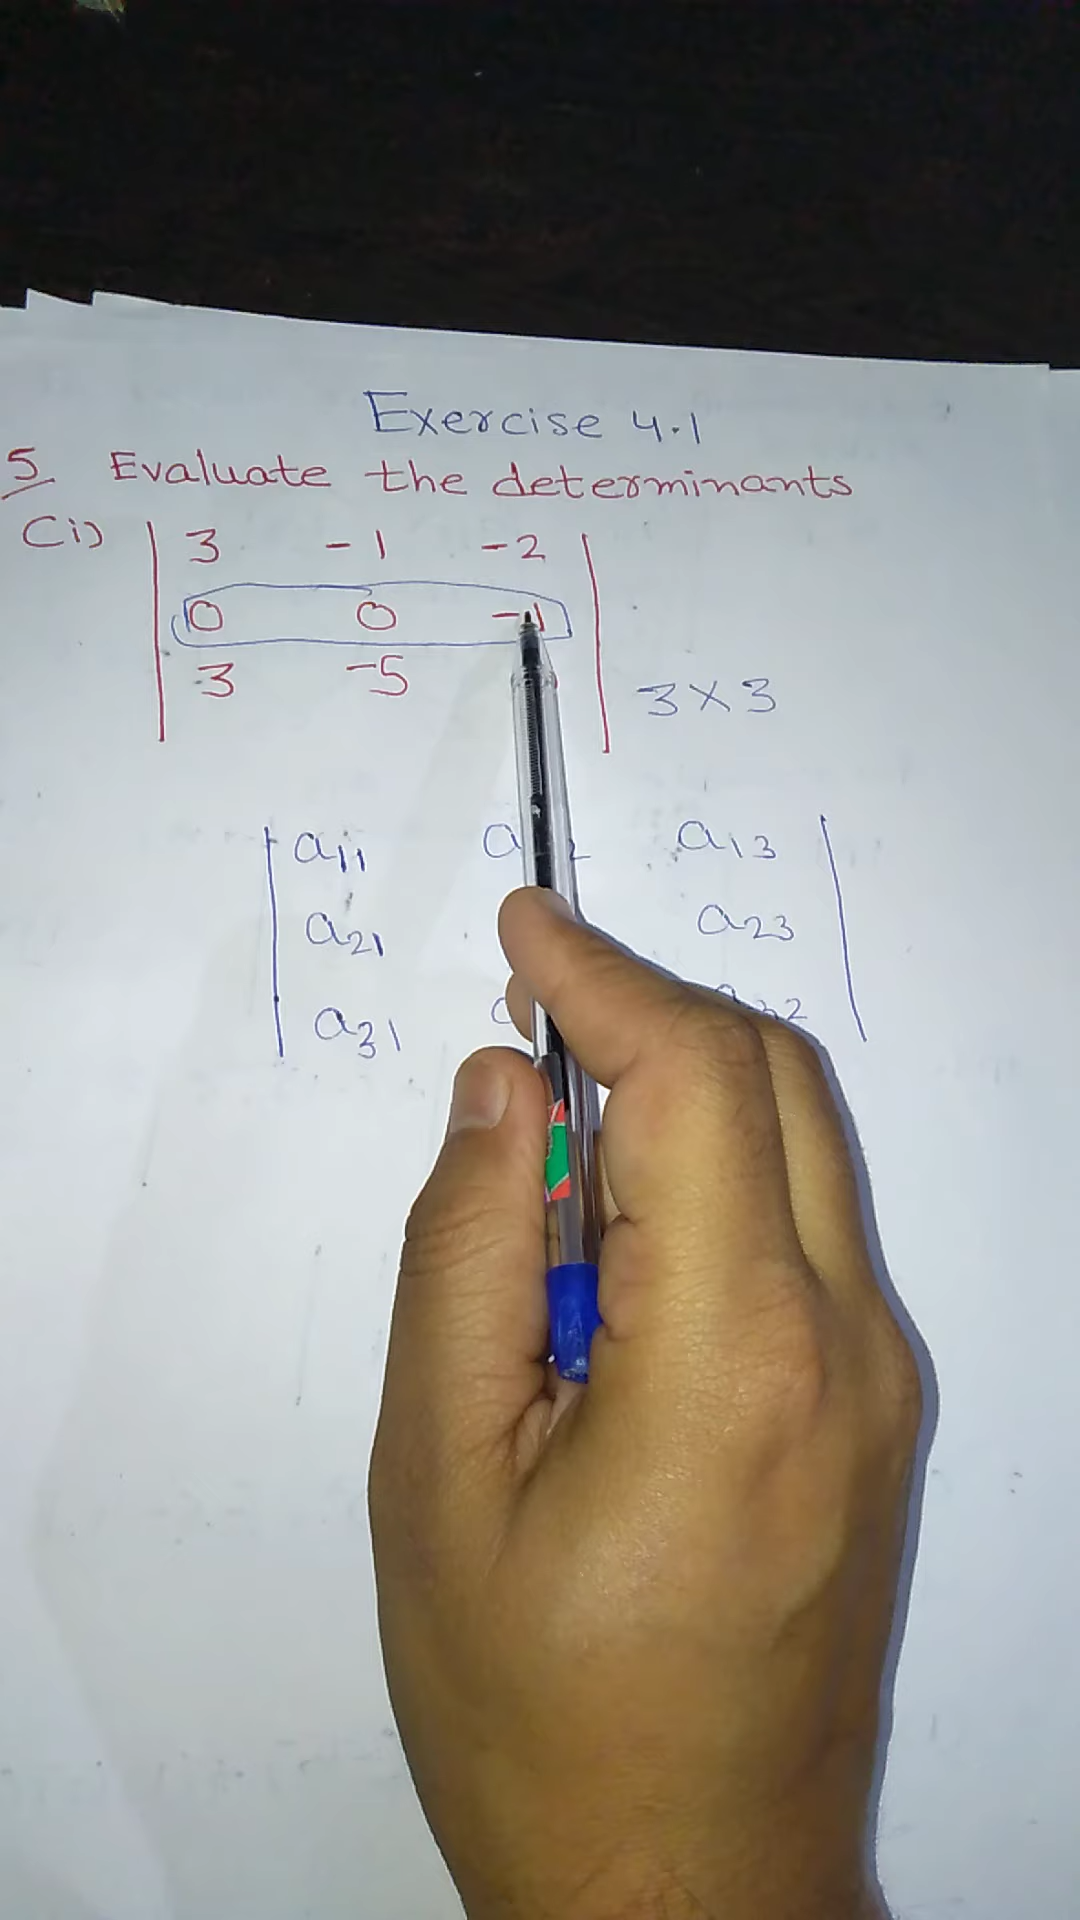 Exercise 4.1
5 Evaluate the determinants
(i) | 3 -1 -2 |
| 0 0 -1 |
| 3 -5 | 3×3
| a11 a13 |
| a21 a23 |
| a31 |